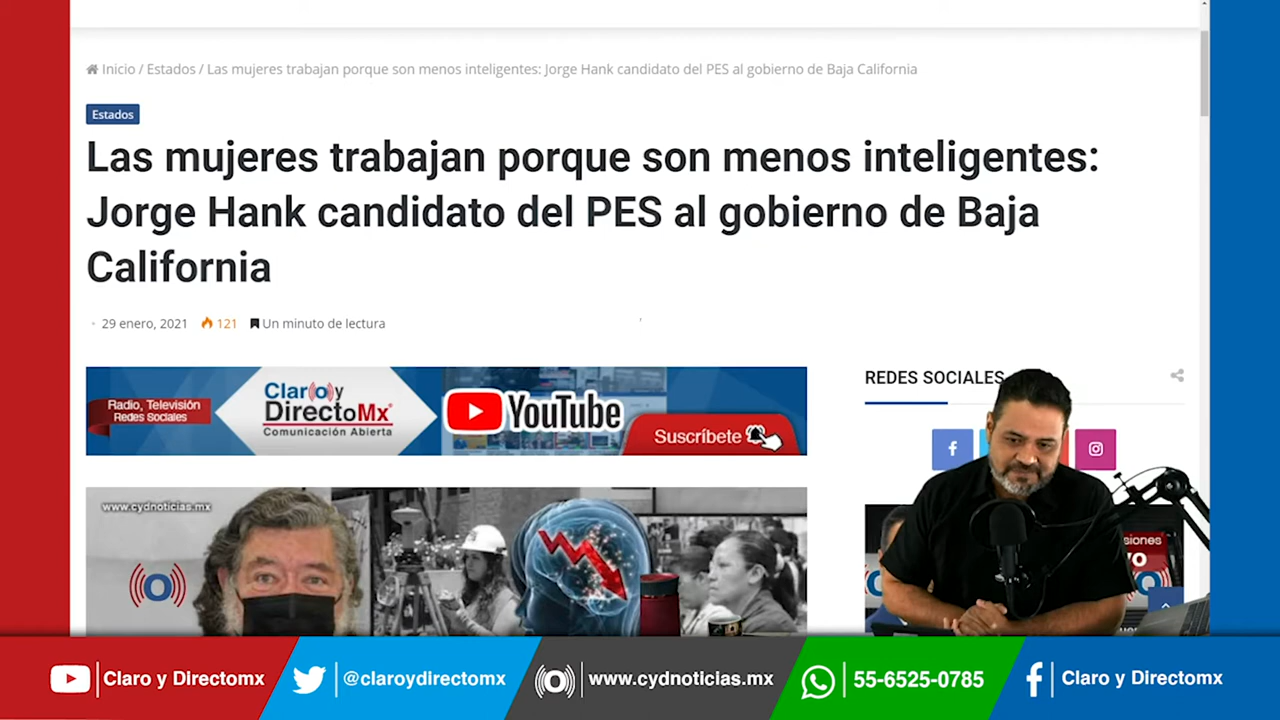 Inicio / Estados / Las mujeres trabajan porque son menos inteligentes: Jorge Hank candidato del PES al gobierno de Baja California
Estados
Las mujeres trabajan porque son menos inteligentes:
Jorge Hank candidato del PES al gobierno de Baja
California
29 enero, 2021 121 Un minuto de lectura
Radio, Televisión
Redes Sociales
Claro y
DirectoMx
Comunicación Abierta
YouTube
Suscríbete
REDES SOCIALES
www.cydnoticias.mx
Claro y Directomx
@claroydirectomx
www.cydnoticias.mx
55-6525-0785
Claro y Directomx